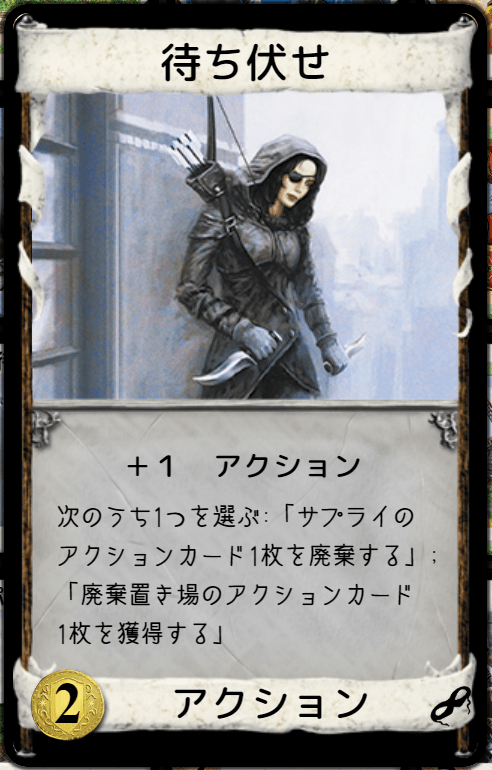 待ち伏せ
＋１　アクション
次のうち1つを選ぶ:「サプライの
アクションカード1枚を廃棄する」;
「廃棄置き場のアクションカード
1枚を獲得する」
2
アクション